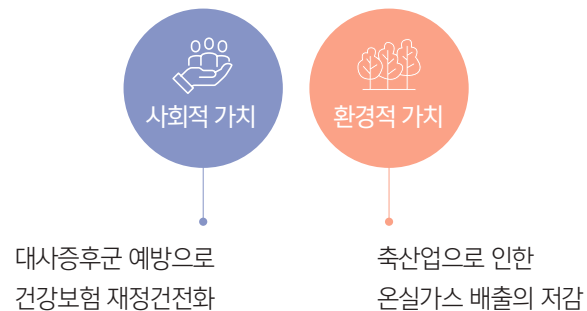 사회적 가치
환경적 가치
대사증후군 예방으로
건강보험 재정건전화
축산업으로 인한
온실가스 배출의 저감